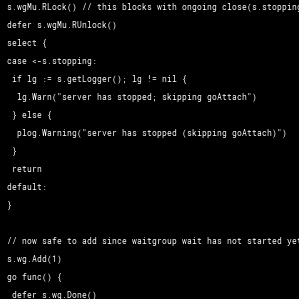 s.wgMu.RLock() // this blocks with ongoing close(s.stopping
defer s.wgMu.RUnlock()
select {
case <-s.stopping:
if lg := s.getLogger(); lg != nil {
lg.Warn("server has stopped; skipping goAttach")
} else {
plog.Warning("server has stopped (skipping goAttach)")
}
return
default:
}
// now safe to add since waitgroup wait has not started yet
s.wg.Add(1)
go func() {
defer s.wg.Done()